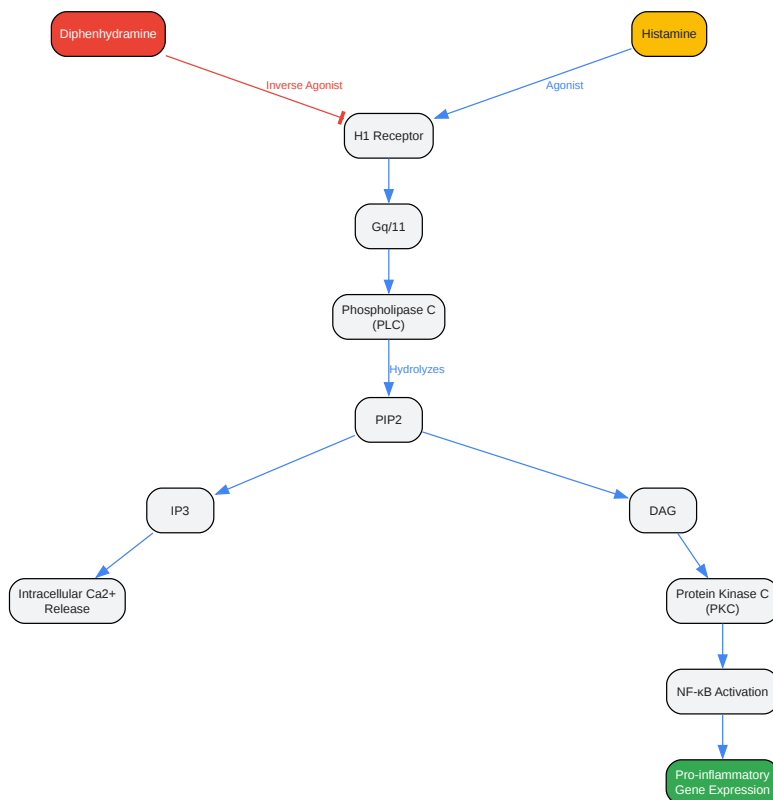 Diphenhydramine
Histamine
Inverse Agonist
Agonist
H1 Receptor
Gq/11
Phospholipase C
(PLC)
Hydrolyzes
PIP2
IP3
DAG
Intracellular Ca2+
Release
Protein Kinase C
(PKC)
NF-κB Activation
Pro-inflammatory
Gene Expression